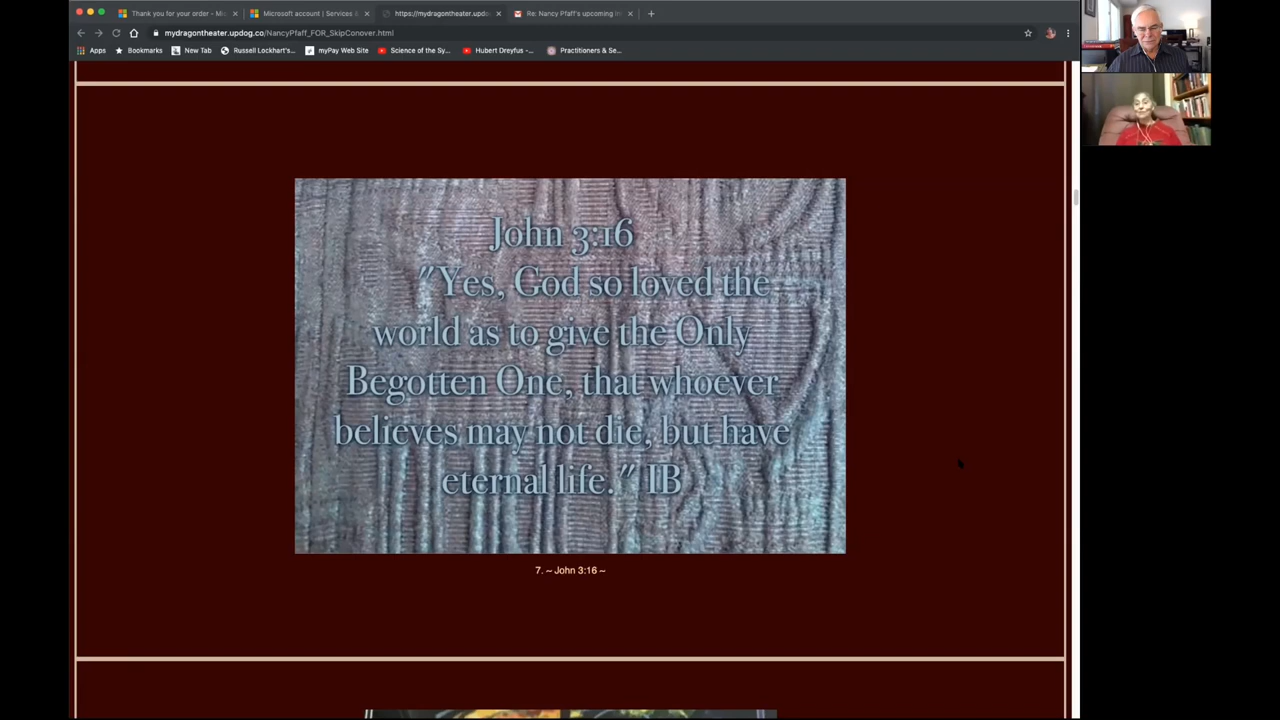 Thank you for your order - Mi
Microsoft account | Services &
https://mydragontheater.updo
Re: Nancy Pfaff's upcoming in
mydragontheater.updog.co/NancyPfaff_FOR_SkipConover.html
Apps
Bookmarks
New Tab
Russell Lockhart's...
myPay Web Site
Science of the Sy...
Hubert Dreyfus -...
Practitioners & Se...
John 3:16
"Yes, God so loved the
world as to give the Only
Begotten One, that whoever
believes may not die, but have
eternal life." IB
7. ~ John 3:16 ~